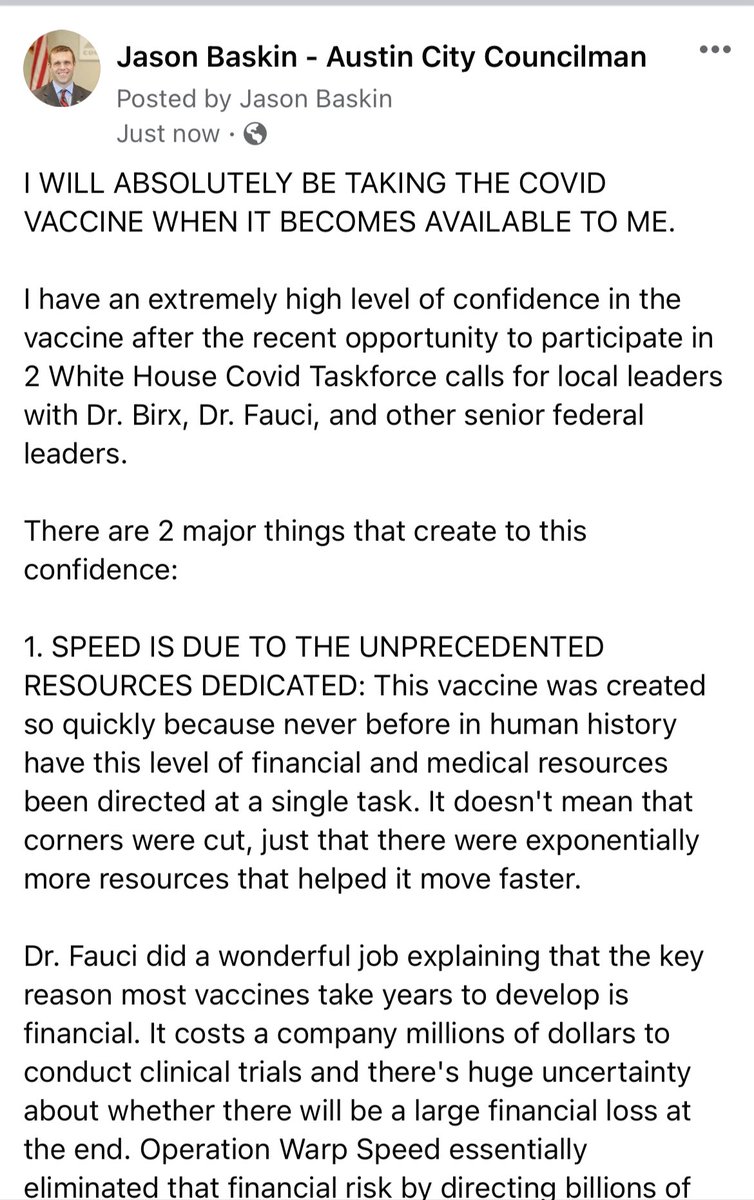 Jason Baskin - Austin City Councilman
Posted by Jason Baskin
Just now ·
I WILL ABSOLUTELY BE TAKING THE COVID
VACCINE WHEN IT BECOMES AVAILABLE TO ME.
I have an extremely high level of confidence in the
vaccine after the recent opportunity to participate in
2 White House Covid Taskforce calls for local leaders
with Dr. Birx, Dr. Fauci, and other senior federal
leaders.
There are 2 major things that create to this
confidence:
1. SPEED IS DUE TO THE UNPRECEDENTED
RESOURCES DEDICATED: This vaccine was created
so quickly because never before in human history
have this level of financial and medical resources
been directed at a single task. It doesn't mean that
corners were cut, just that there were exponentially
more resources that helped it move faster.
Dr. Fauci did a wonderful job explaining that the key
reason most vaccines take years to develop is
financial. It costs a company millions of dollars to
conduct clinical trials and there's huge uncertainty
about whether there will be a large financial loss at
the end. Operation Warp Speed essentially
eliminated that financial risk by directing billions of